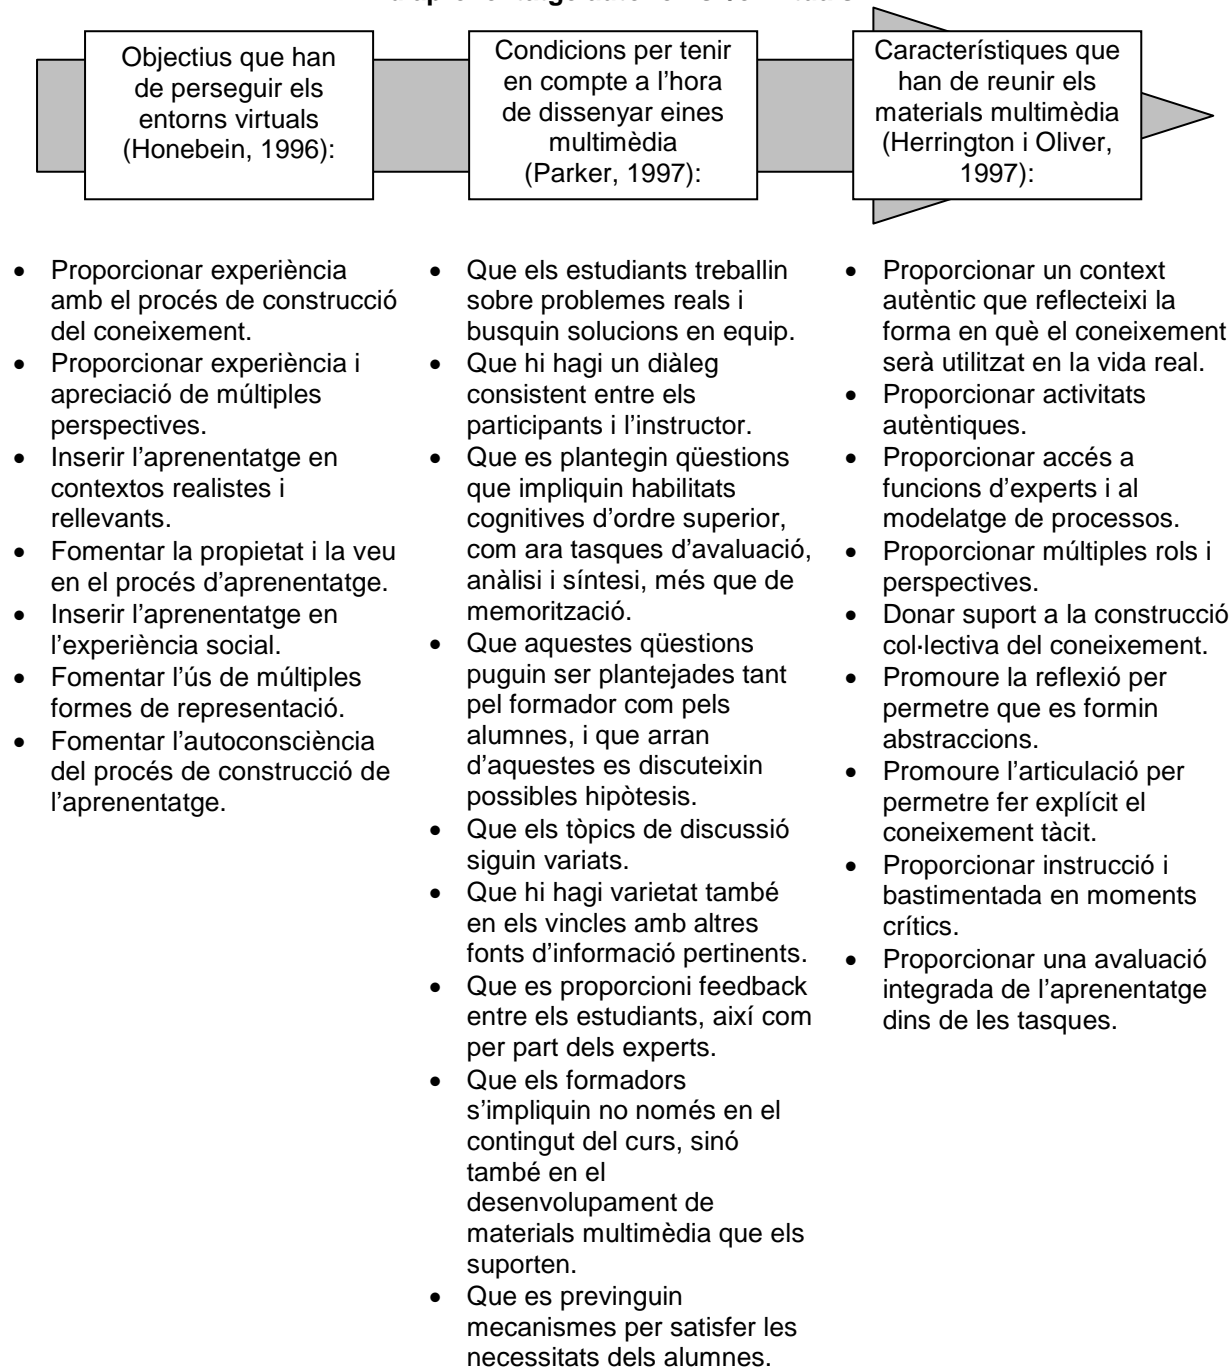 Objectius que han
de perseguir els
entorns virtuals
(Honebein, 1996):
Condicions per tenir
en compte a l’hora
de dissenyar eines
multimèdia
(Parker, 1997):
Característiques que
han de reunir els
materials multimèdia
(Herrington i Oliver,
1997):
• Proporcionar experiència
amb el procés de construcció
del coneixement.
• Proporcionar experiència i
apreciació de múltiples
perspectives.
• Inserir l’aprenentatge en
contextos realistes i
rellevants.
• Fomentar la propietat i la veu
en el procés d’aprenentatge.
• Inserir l’aprenentatge en
l’experiència social.
• Fomentar l’ús de múltiples
formes de representació.
• Fomentar l’autoconsciència
del procés de construcció de
l’aprenentatge.
• Que els estudiants treballin
sobre problemes reals i
busquin solucions en equip.
• Que hi hagi un diàleg
consistent entre els
participants i l’instructor.
• Que es plantegin qüestions
que impliquin habilitats
cognitives d’ordre superior,
com ara tasques d’avaluació,
anàlisi i síntesi, més que de
memorització.
• Que aquestes qüestions
puguin ser plantejades tant
pel formador com pels
alumnes, i que arran
d’aquestes es discuteixin
possibles hipòtesis.
• Que els tòpics de discussió
siguin variats.
• Que hi hagi varietat també
en els vincles amb altres
fonts d’informació pertinents.
• Que es proporcioni feedback
entre els estudiants, així com
per part dels experts.
• Que els formadors
s’impliquin no només en el
contingut del curs, sinó
també en el
desenvolupament de
materials multimèdia que els
suporten.
• Que es previnguin
mecanismes per satisfer les
necessitats dels alumnes.
• Proporcionar un context
autèntic que reflecteixi la
forma en què el coneixement
serà utilitzat en la vida real.
• Proporcionar activitats
autèntiques.
• Proporcionar accés a
funcions d’experts i al
modelatge de processos.
• Proporcionar múltiples rols i
perspectives.
• Donar suport a la construcció
col·lectiva del coneixement.
• Promoure la reflexió per
permetre que es formin
abstraccions.
• Promoure l’articulació per
permetre fer explícit el
coneixement tàcit.
• Proporcionar instrucció i
bastimentada en moments
crítics.
• Proporcionar una avaluació
integrada de l’aprenentatge
dins de les tasques.